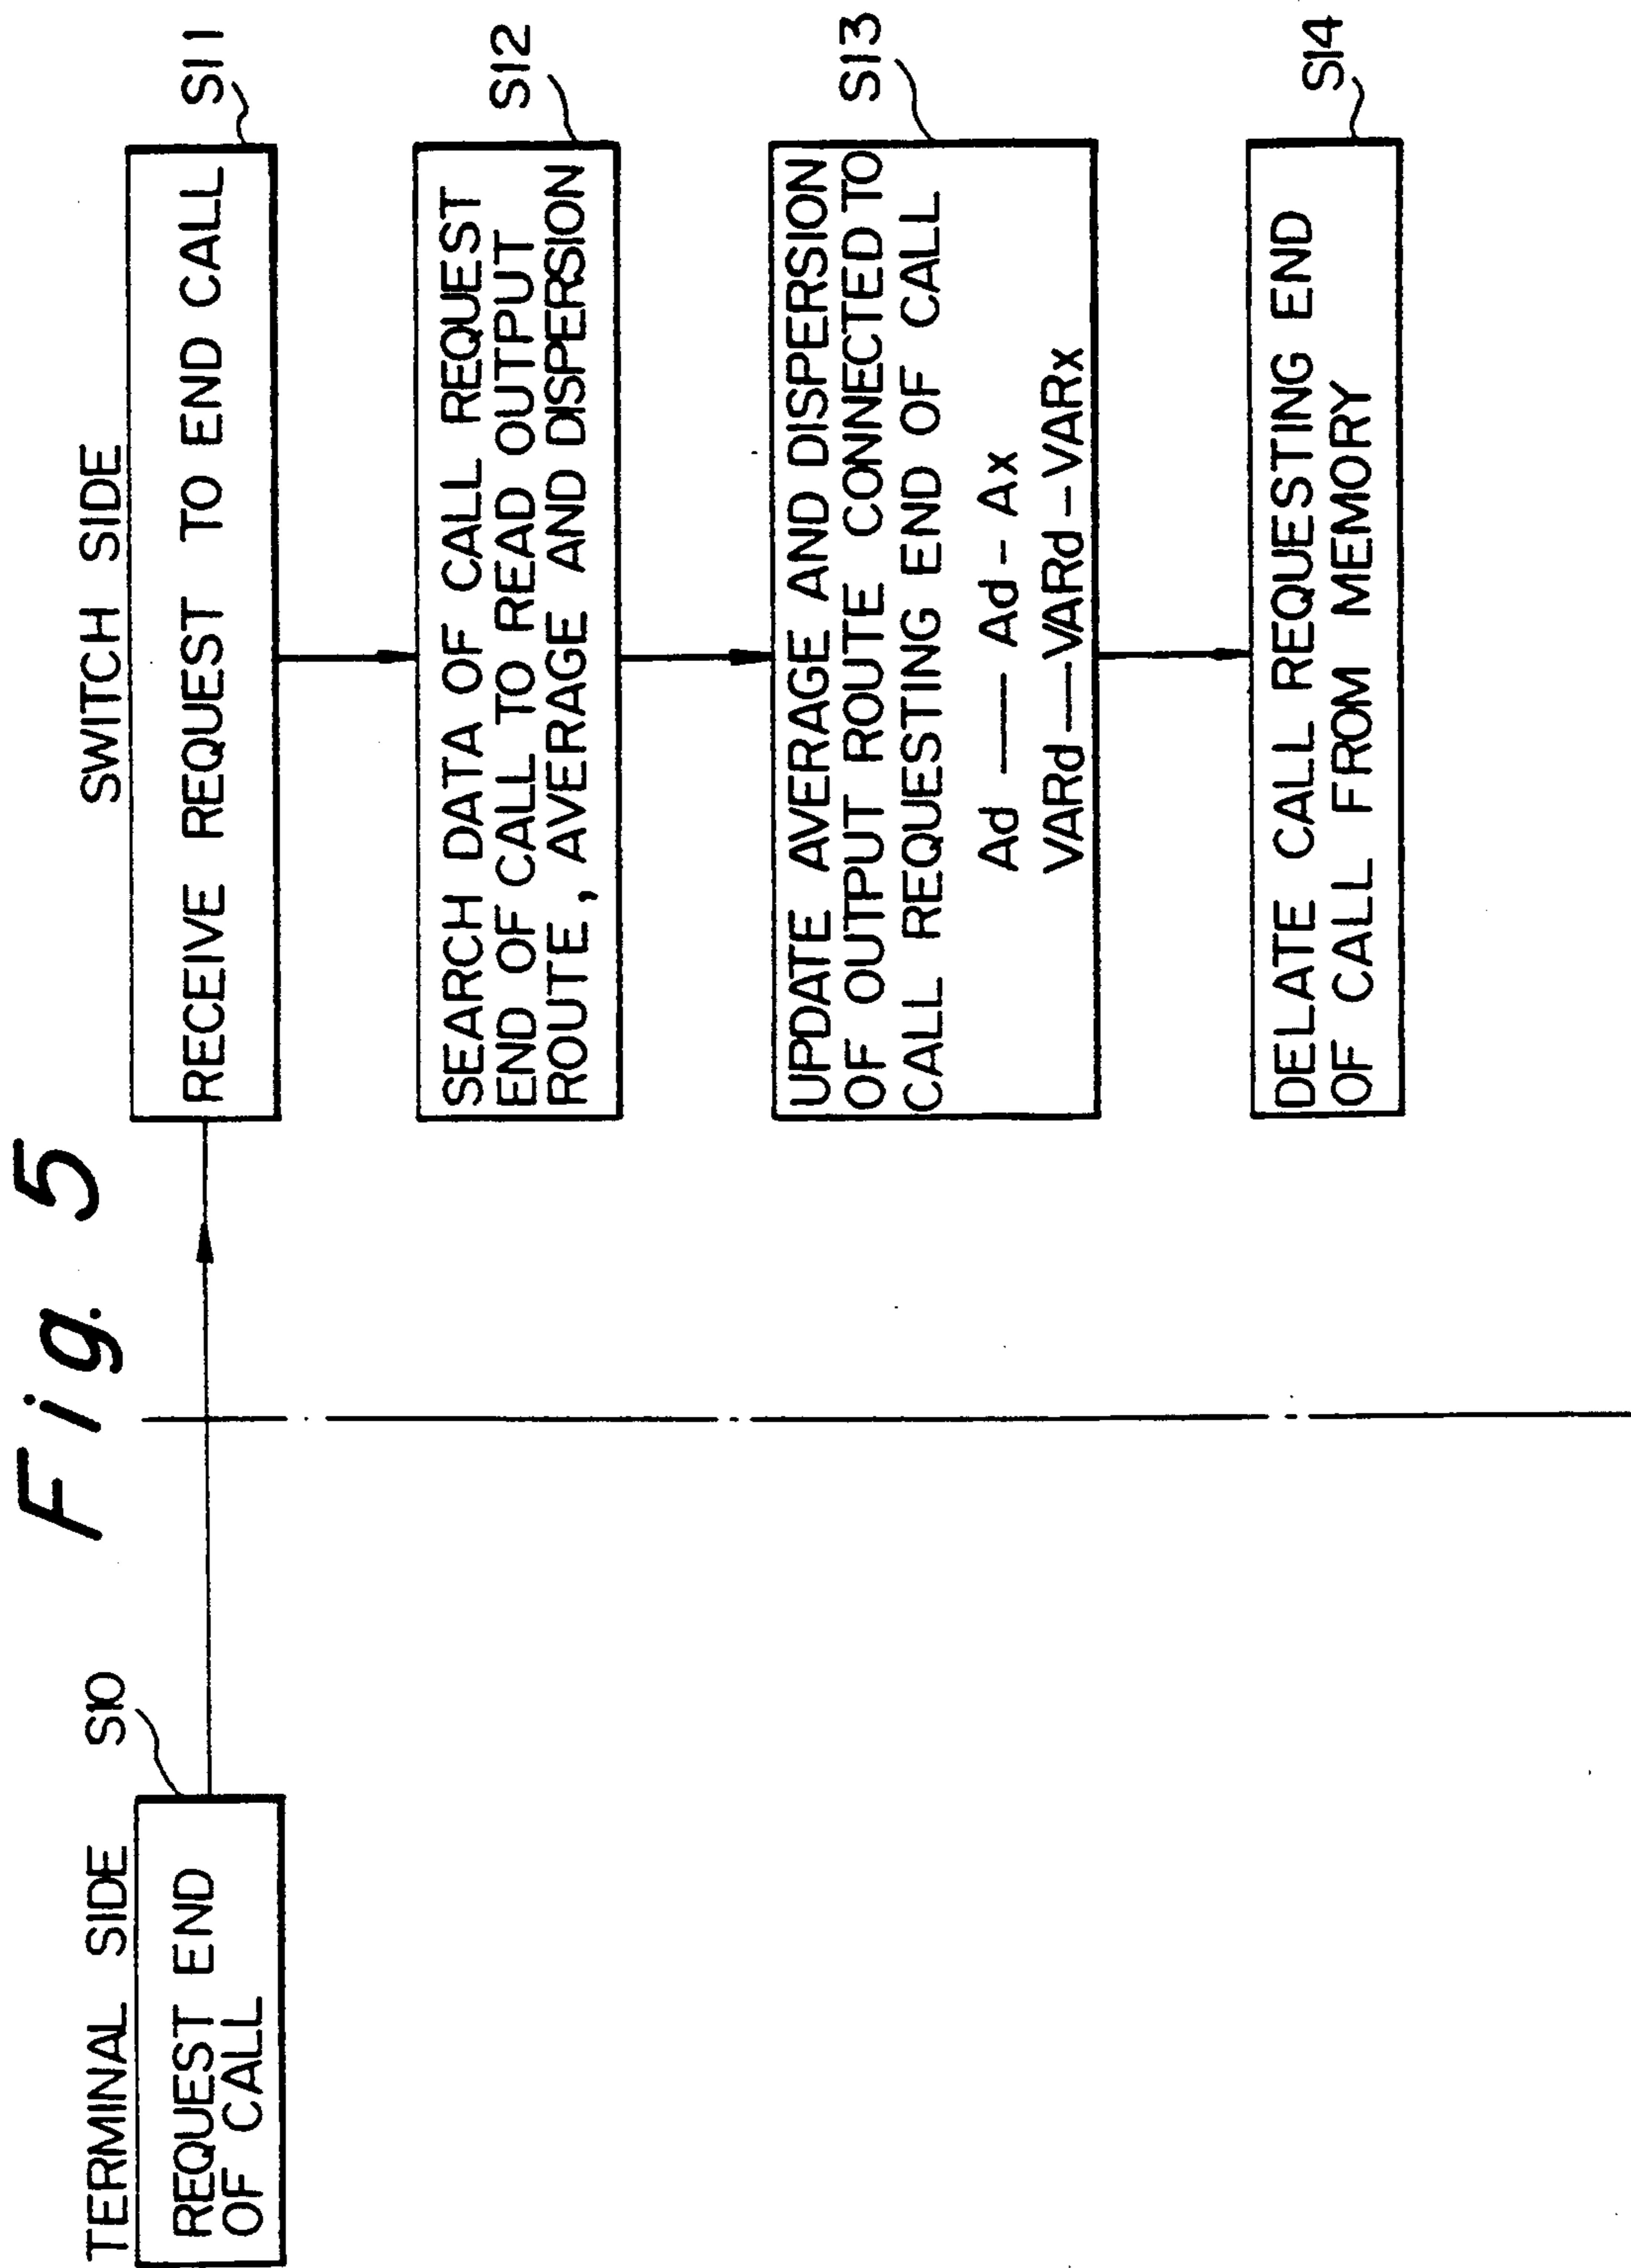 Fig. 5
TERMINAL SIDE
S10
REQUEST END
OF CALL
SWITCH SIDE
RECEIVE REQUEST TO END CALL
S11
SEARCH DATA OF CALL REQUEST
END OF CALL TO READ OUTPUT
ROUTE, AVERAGE AND DISPERSION
S12
UPDATE AVERAGE AND DISPERSION
OF OUTPUT ROUTE CONNECTED TO
CALL REQUESTING END OF CALL
Ad — Ad - Ax
VARd — VARd - VARx
S13
DELATE CALL REQUESTING END
OF CALL FROM MEMORY
S14